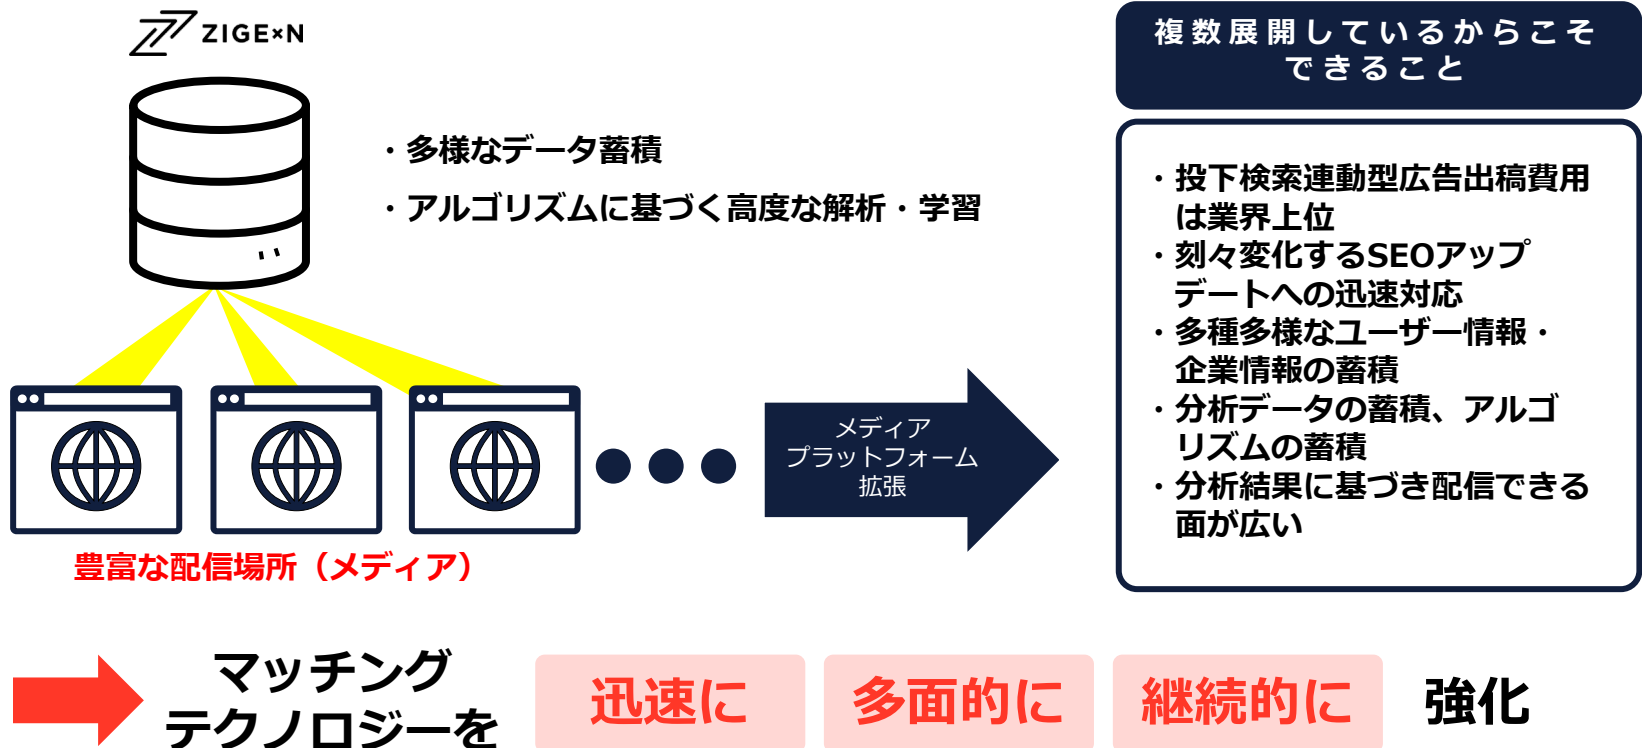 ZIGExN
・多様なデータ蓄積
・アルゴリズムに基づく高度な解析・学習
豊富な配信場所（メディア）
メディア
プラットフォーム
拡張
複数展開しているからこそ
できること
・投下検索連動型広告出稿費用
は業界上位
・刻々変化するSEOアップ
デートへの迅速対応
・多種多様なユーザー情報・
企業情報の蓄積
・分析データの蓄積、アルゴ
リズムの蓄積
・分析結果に基づき配信できる
面が広い
マッチング
テクノロジーを
迅速に 多面的に 継続的に 強化